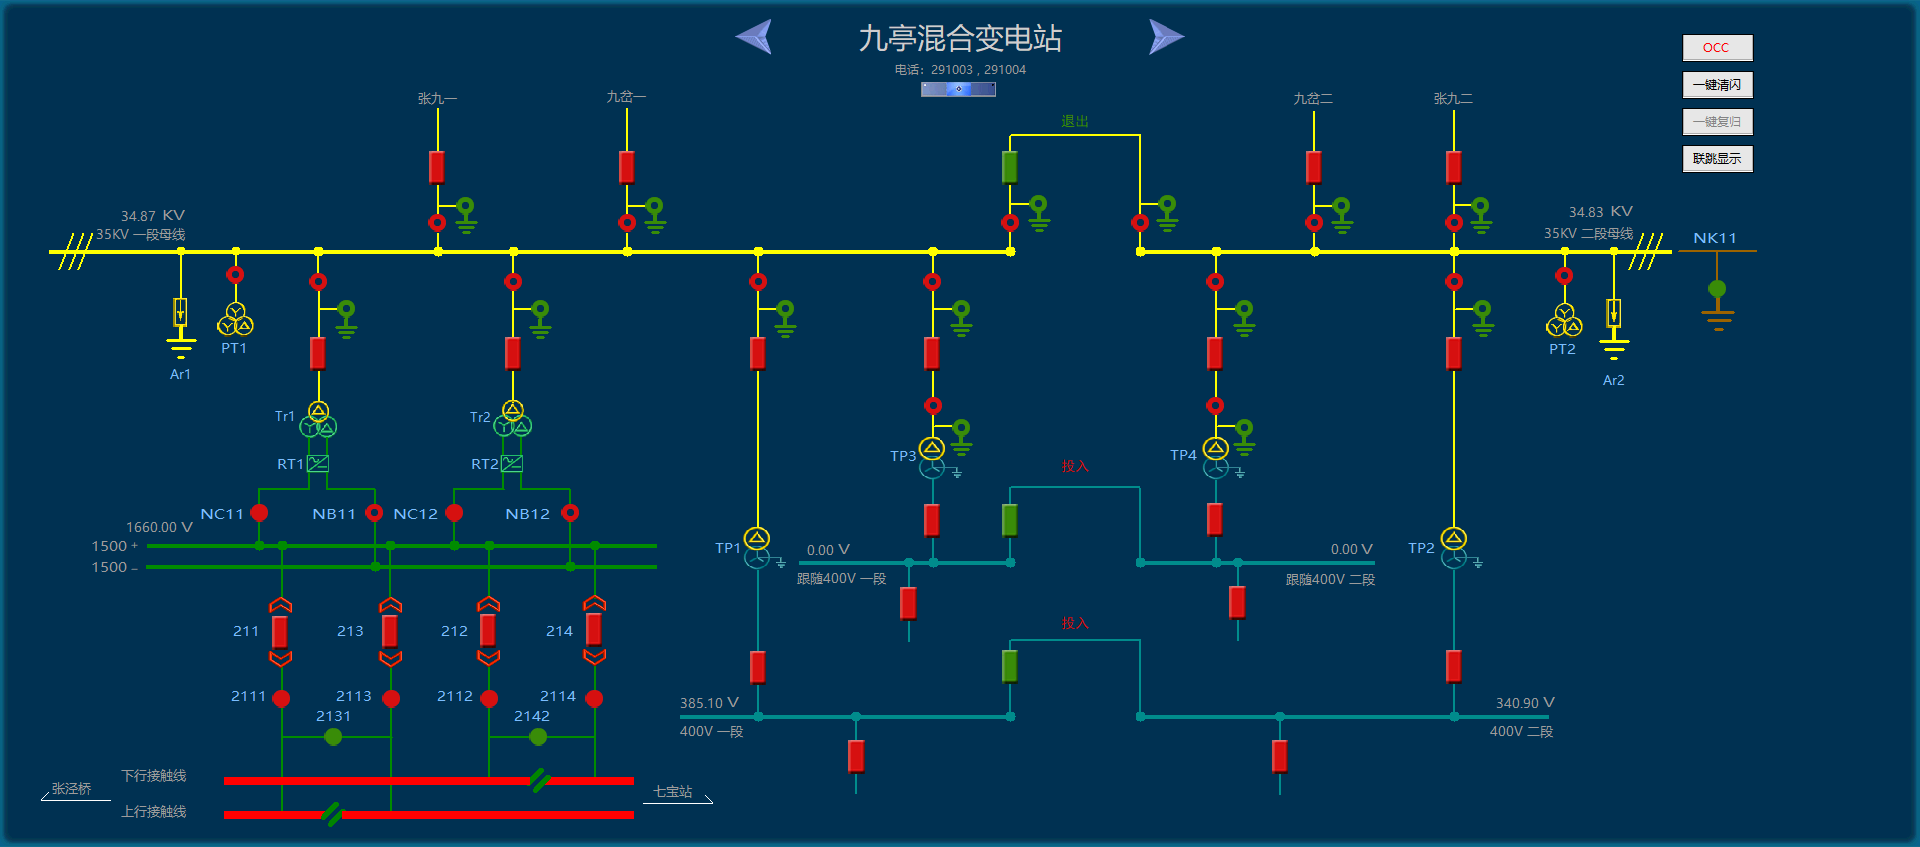 九亭混合变电站
电话：291003 , 291004
OCC
一键清闪
一键复归
联跳显示
张九一
九岔一
退出
九岔二
张九二
34.87 KV
35KV 一段母线
34.83 KV
35KV 二段母线
NK11
PT1
Ar1
PT2
Ar2
Tr1
Tr2
RT1
RT2
TP3
TP4
投入
NC11
NB11
NC12
NB12
1660.00 V
1500 +
1500 –
TP1
0.00 V
跟随400V 一段
0.00 V
跟随400V 二段
TP2
211
213
212
214
投入
2111
2113
2112
2114
2131
2142
385.10 V
400V 一段
340.90 V
400V 二段
下行接触线
张泾桥
七宝站
上行接触线